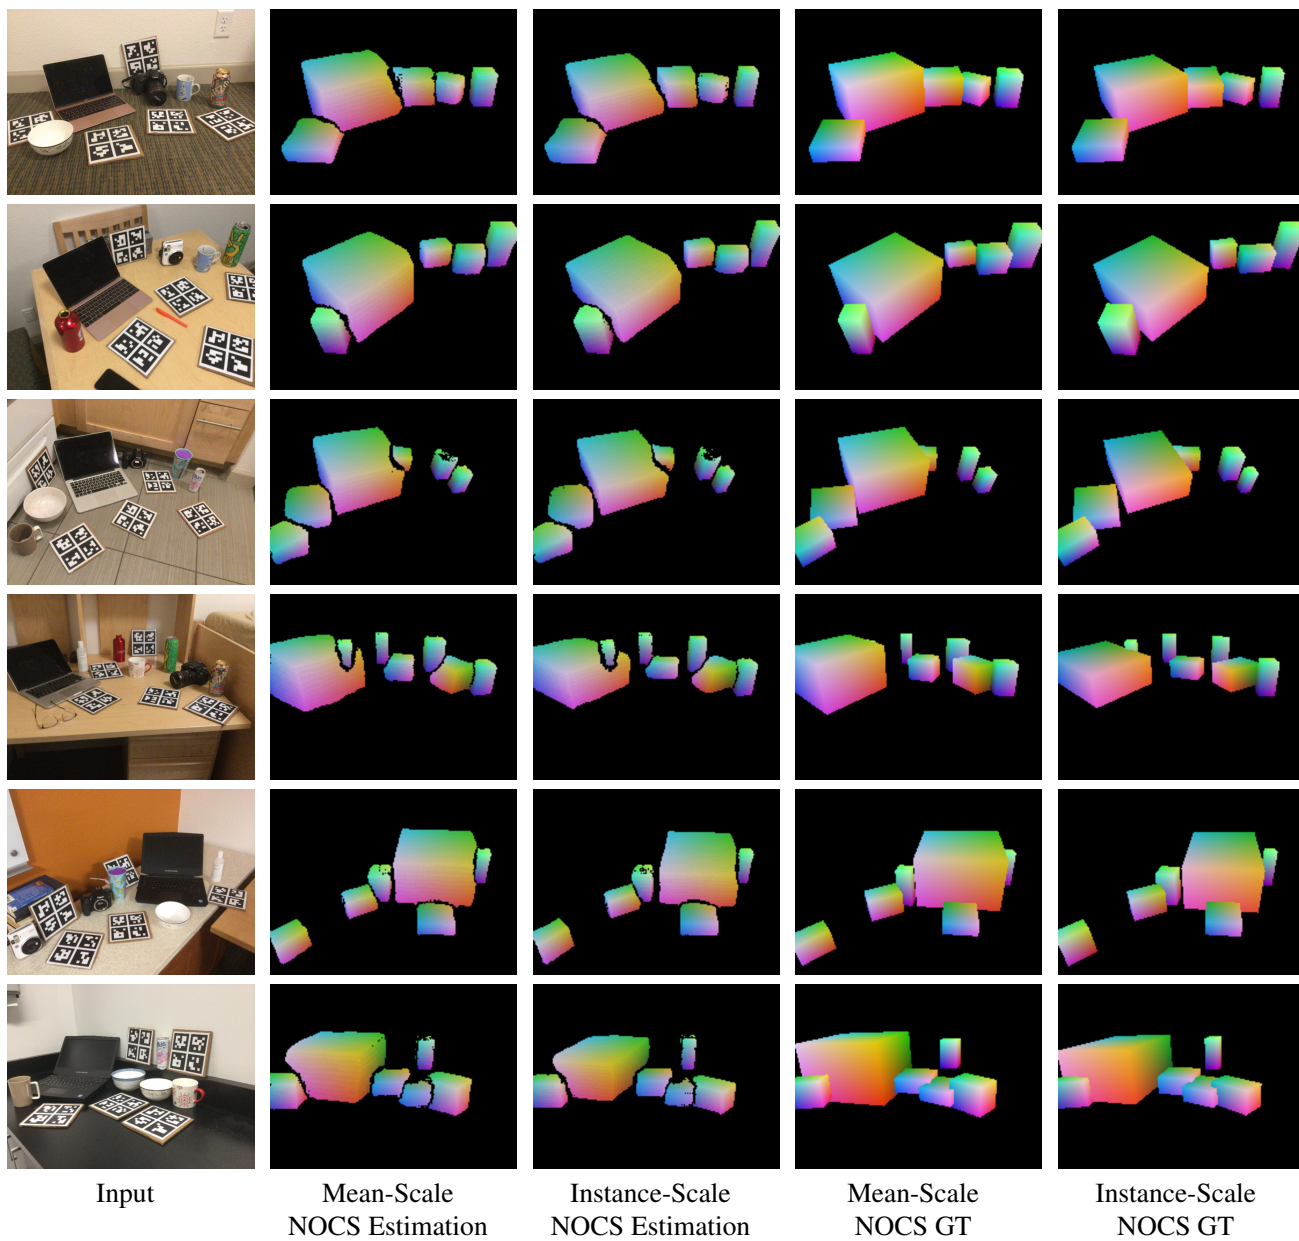 Input
Mean-Scale
NOCS Estimation
Instance-Scale
NOCS Estimation
Mean-Scale
NOCS GT
Instance-Scale
NOCS GT